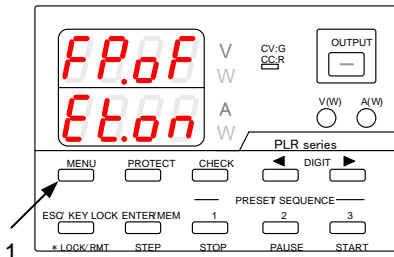 FP.oF V
W
CV:G
CC:R
OUTPUT
Et.on A
W
V(W) A(W)
PLR series
MENU PROTECT CHECK ◀ DIGIT ▶
PRESET/ SEQUENCE
ESC/ KEY LOCK ENTER/MEM 1 2 3
* LOCK/ RMT STEP STOP PAUSE START
1